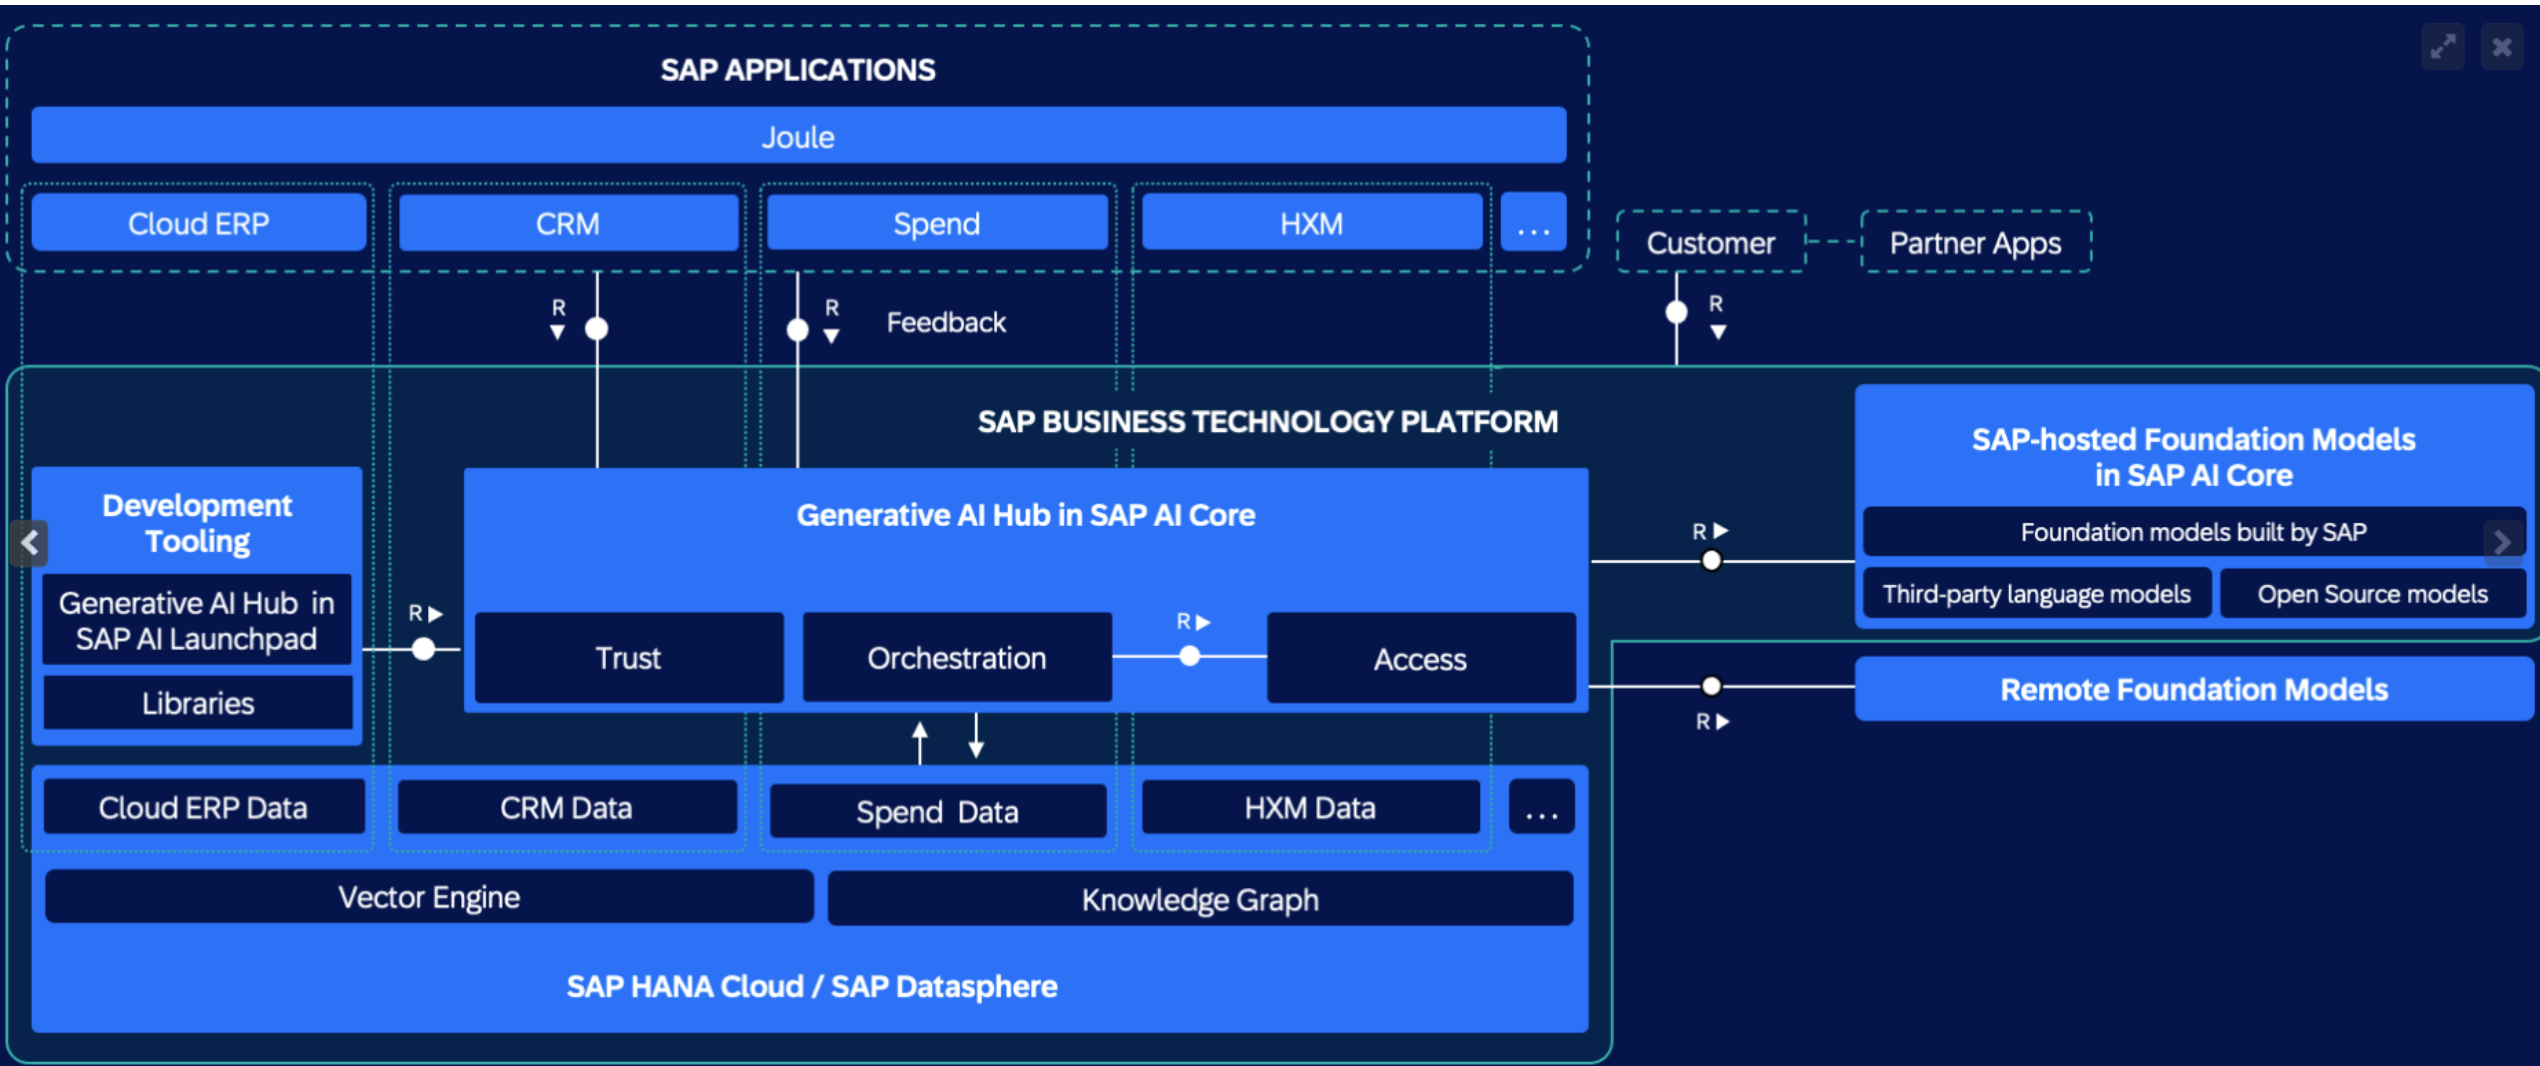 SAP APPLICATIONS
Joule
Cloud ERP
CRM
Spend
HXM
...
Customer
Partner Apps
R
R
Feedback
R
SAP BUSINESS TECHNOLOGY PLATFORM
Development
Tooling
Generative AI Hub in
SAP AI Launchpad
Libraries
R
Generative AI Hub in SAP AI Core
Trust
Orchestration
R
Access
R
SAP-hosted Foundation Models
in SAP AI Core
Foundation models built by SAP
Third-party language models
Open Source models
R
Remote Foundation Models
Cloud ERP Data
CRM Data
Spend Data
HXM Data
...
Vector Engine
Knowledge Graph
SAP HANA Cloud / SAP Datasphere